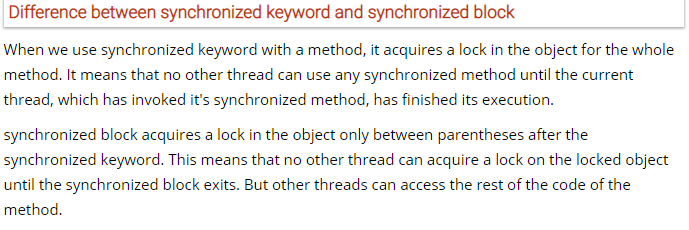 Difference between synchronized keyword and synchronized block
When we use synchronized keyword with a method, it acquires a lock in the object for the whole
method. It means that no other thread can use any synchronized method until the current
thread, which has invoked it's synchronized method, has finished its execution.
synchronized block acquires a lock in the object only between parentheses after the
synchronized keyword. This means that no other thread can acquire a lock on the locked object
until the synchronized block exits. But other threads can access the rest of the code of the
method.